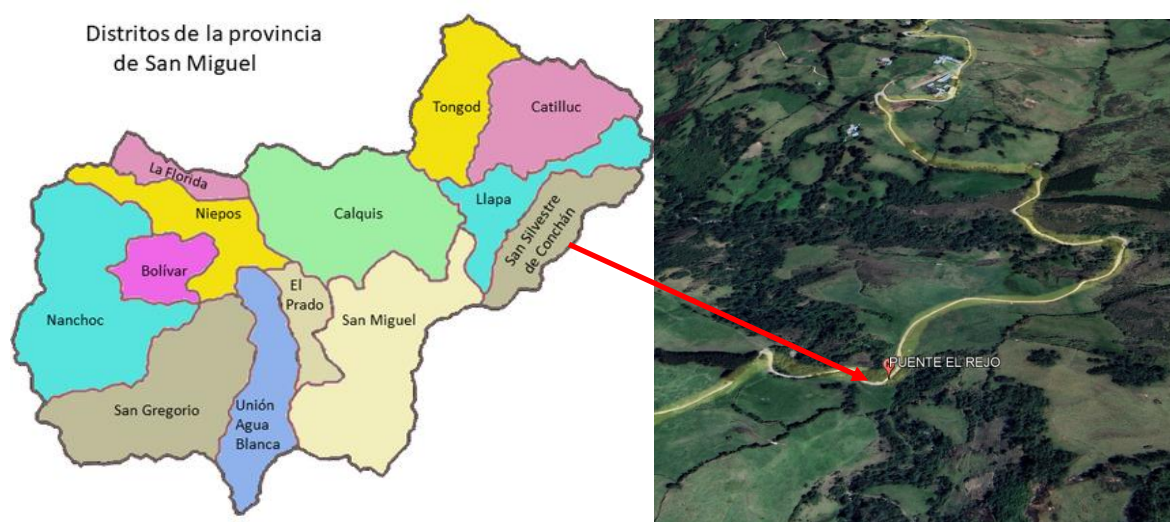 Distritos de la provincia
de San Miguel
Tongod
Catilluc
La Florida
Llapa
Niepos
Calquis
San Silvestre
de Conchán
Bolívar
El
Prado
Nanchoc
San Miguel
San Gregorio
Unión
Agua
Blanca
PUENTE EL REJO